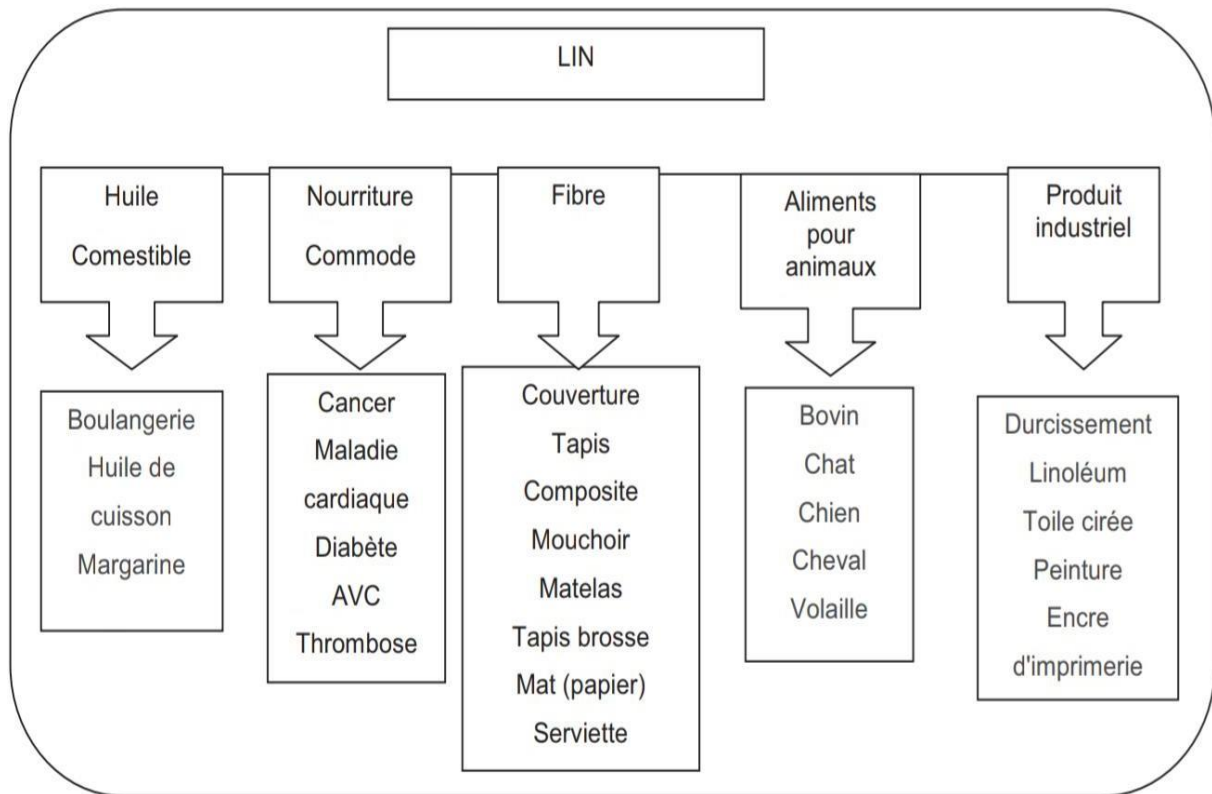 LIN
Huile
Comestible
Nourriture
Commode
Fibre
Aliments
pour
animaux
Produit
industriel
Boulangerie
Huile de
cuisson
Margarine
Cancer
Maladie
cardiaque
Diabète
AVC
Thrombose
Couverture
Tapis
Composite
Mouchoir
Matelas
Tapis brosse
Mat (papier)
Serviette
Bovin
Chat
Chien
Cheval
Volaille
Durcissement
Linoléum
Toile cirée
Peinture
Encre
d'imprimerie